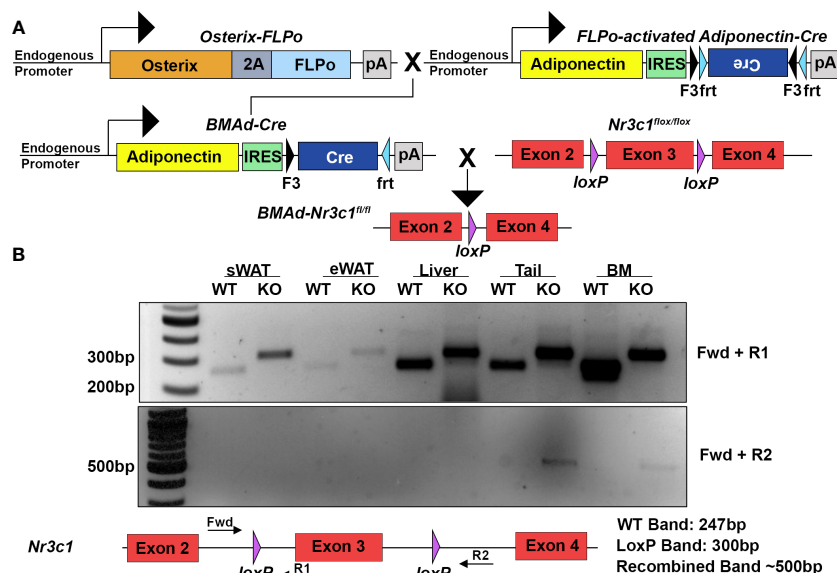 A
Osterix-FLPo
FLPo-activated Adiponectin-Cre
Endogenous Promoter
Osterix
2A
FLPo
pA
X
Endogenous Promoter
Adiponectin
IRES
Cre
pA
F3
frt
F3
frt
BMAd-Cre
Nr3c1flox/flox
Endogenous Promoter
Adiponectin
IRES
Cre
pA
X
Exon 2
Exon 3
Exon 4
F3
frt
loxP
loxP
BMAd-Nr3c1fl/fl
Exon 2
Exon 4
loxP
B
sWAT
eWAT
Liver
Tail
BM
WT KO WT KO WT KO WT KO WT KO
300bp
200bp
Fwd + R1
500bp
Fwd + R2
Fwd
Nr3c1
Exon 2
Exon 3
Exon 4
loxP
R1
loxP
R2
WT Band: 247bp
LoxP Band: 300bp
Recombined Band ~500bp